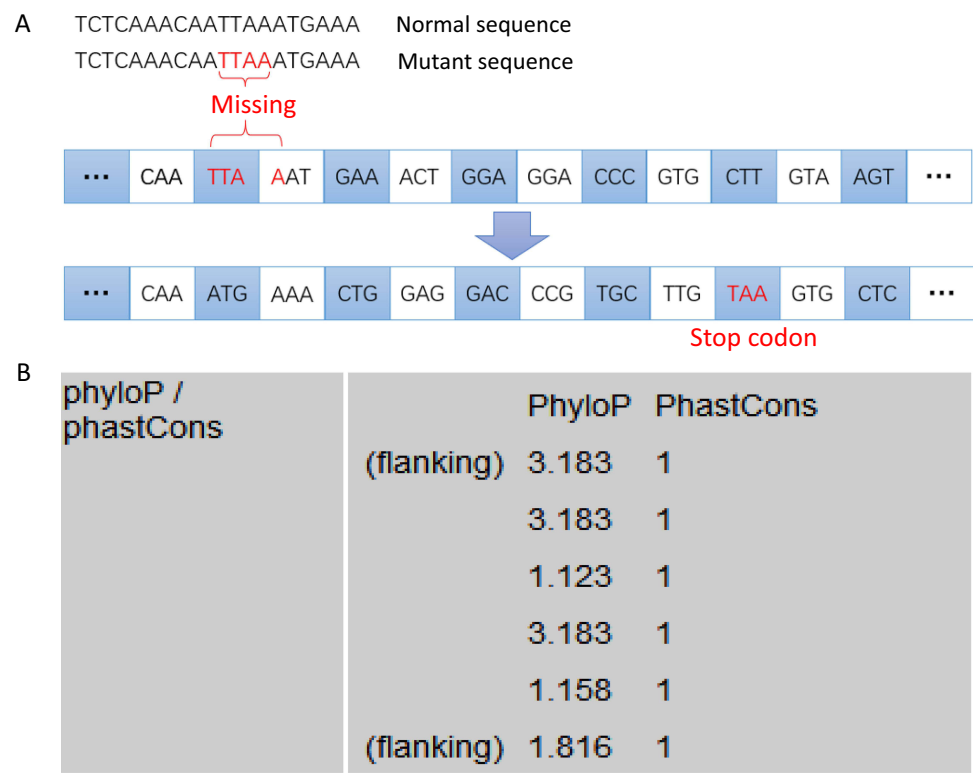 A
TCTCAAACAATTAAATGAAA Normal sequence
TCTCAAACAATTAAATGAAA Mutant sequence
Missing
... CAA TTA AAT GAA ACT GGA GGA CCC GTG CTT GTA AGT ...
... CAA ATG AAA CTG GAG GAC CCG TGC TTG TAA GTG CTC ...
Stop codon
B
phyloP /
phastCons
PhyloP PhastCons
(flanking) 3.183 1
3.183 1
1.123 1
3.183 1
1.158 1
(flanking) 1.816 1